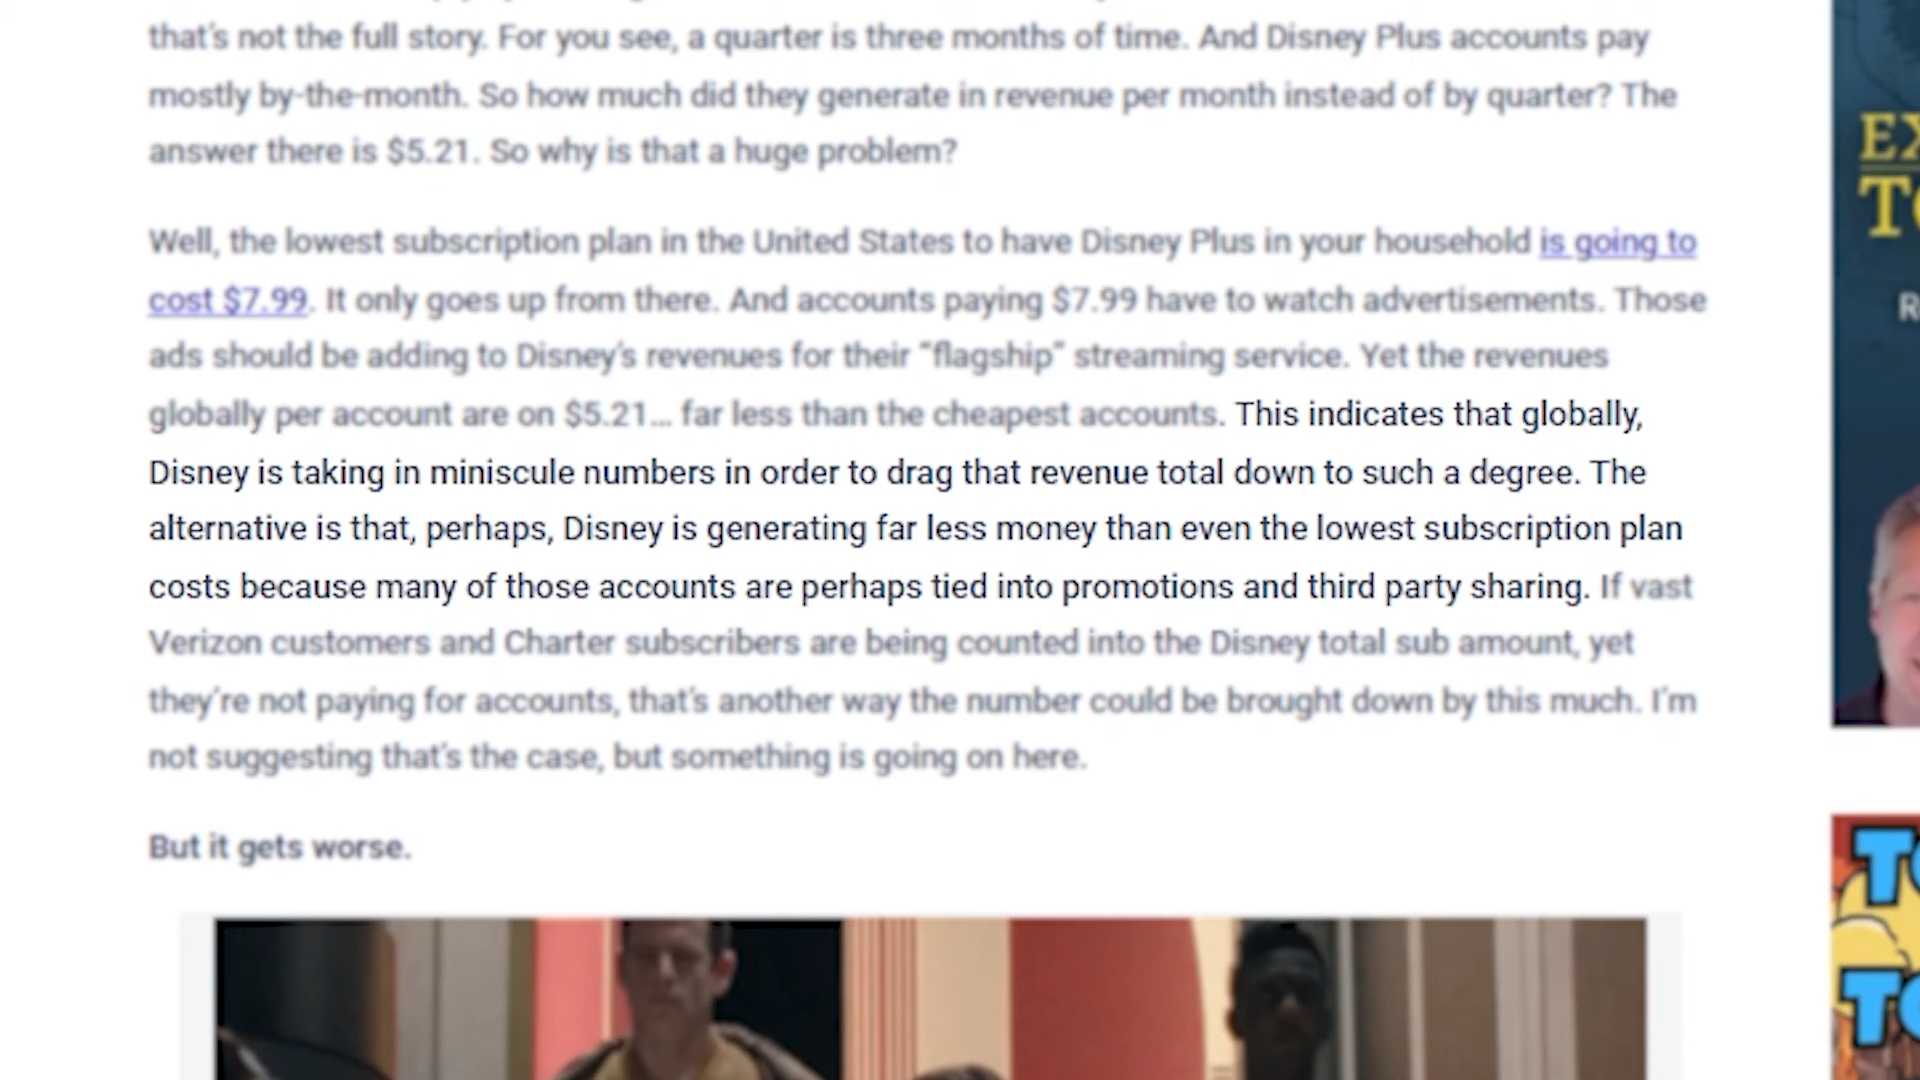 that's not the full story. For you see, a quarter is three months of time. And Disney Plus accounts pay
mostly by-the-month. So how much did they generate in revenue per month instead of by quarter? The
answer there is $5.21. So why is that a huge problem?
Well, the lowest subscription plan in the United States to have Disney Plus in your household is going to
cost $7.99. It only goes up from there. And accounts paying $7.99 have to watch advertisements. Those
ads should be adding to Disney's revenues for their "flagship" streaming service. Yet the revenues
globally per account are on $5.21... far less than the cheapest accounts. This indicates that globally,
Disney is taking in miniscule numbers in order to drag that revenue total down to such a degree. The
alternative is that, perhaps, Disney is generating far less money than even the lowest subscription plan
costs because many of those accounts are perhaps tied into promotions and third party sharing. If vast
Verizon customers and Charter subscribers are being counted into the Disney total sub amount, yet
they're not paying for accounts, that's another way the number could be brought down by this much. I'm
not suggesting that's the case, but something is going on here.
But it gets worse.